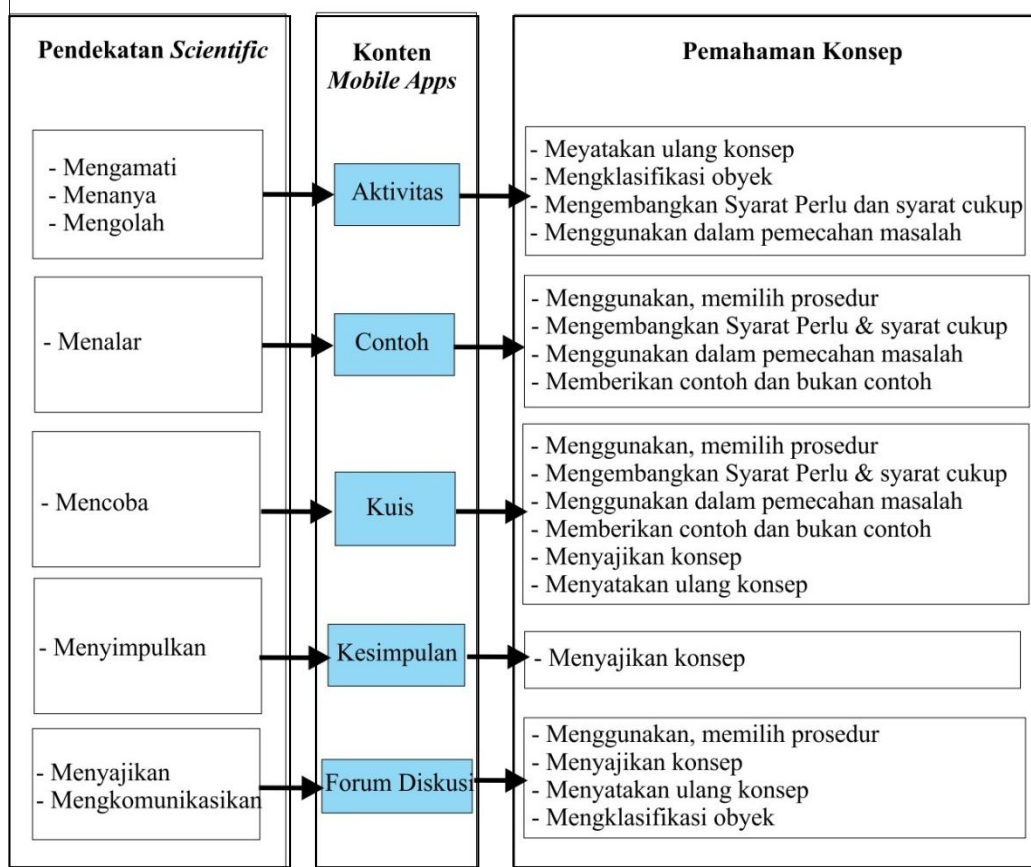 Pendekatan Scientific
Konten
Mobile Apps
Pemahaman Konsep
- Mengamati
- Menanya
- Mengolah
Aktivitas
- Meyatakan ulang konsep
- Mengklasifikasi obyek
- Mengembangkan Syarat Perlu dan syarat cukup
- Menggunakan dalam pemecahan masalah
- Menalar
Contoh
- Menggunakan, memilih prosedur
- Mengembangkan Syarat Perlu & syarat cukup
- Menggunakan dalam pemecahan masalah
- Memberikan contoh dan bukan contoh
- Mencoba
Kuis
- Menggunakan, memilih prosedur
- Mengembangkan Syarat Perlu & syarat cukup
- Menggunakan dalam pemecahan masalah
- Memberikan contoh dan bukan contoh
- Menyajikan konsep
- Menyatakan ulang konsep
- Menyimpulkan
Kesimpulan
- Menyajikan konsep
- Menyajikan
- Mengkomunikasikan
Forum Diskusi
- Menggunakan, memilih prosedur
- Menyajikan konsep
- Menyatakan ulang konsep
- Mengklasifikasi obyek